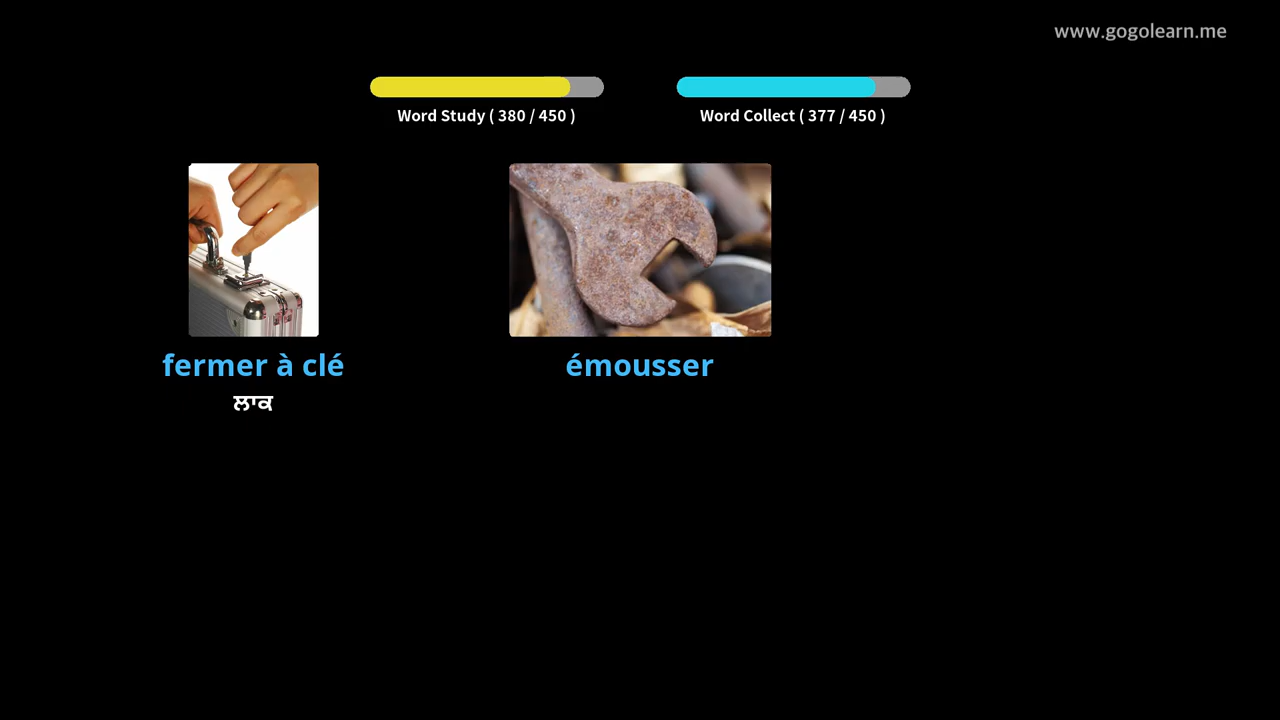 www.gogolearn.me
Word Study ( 380 / 450 )
Word Collect ( 377 / 450 )
fermer à clé
émousser
ਲਾਕ